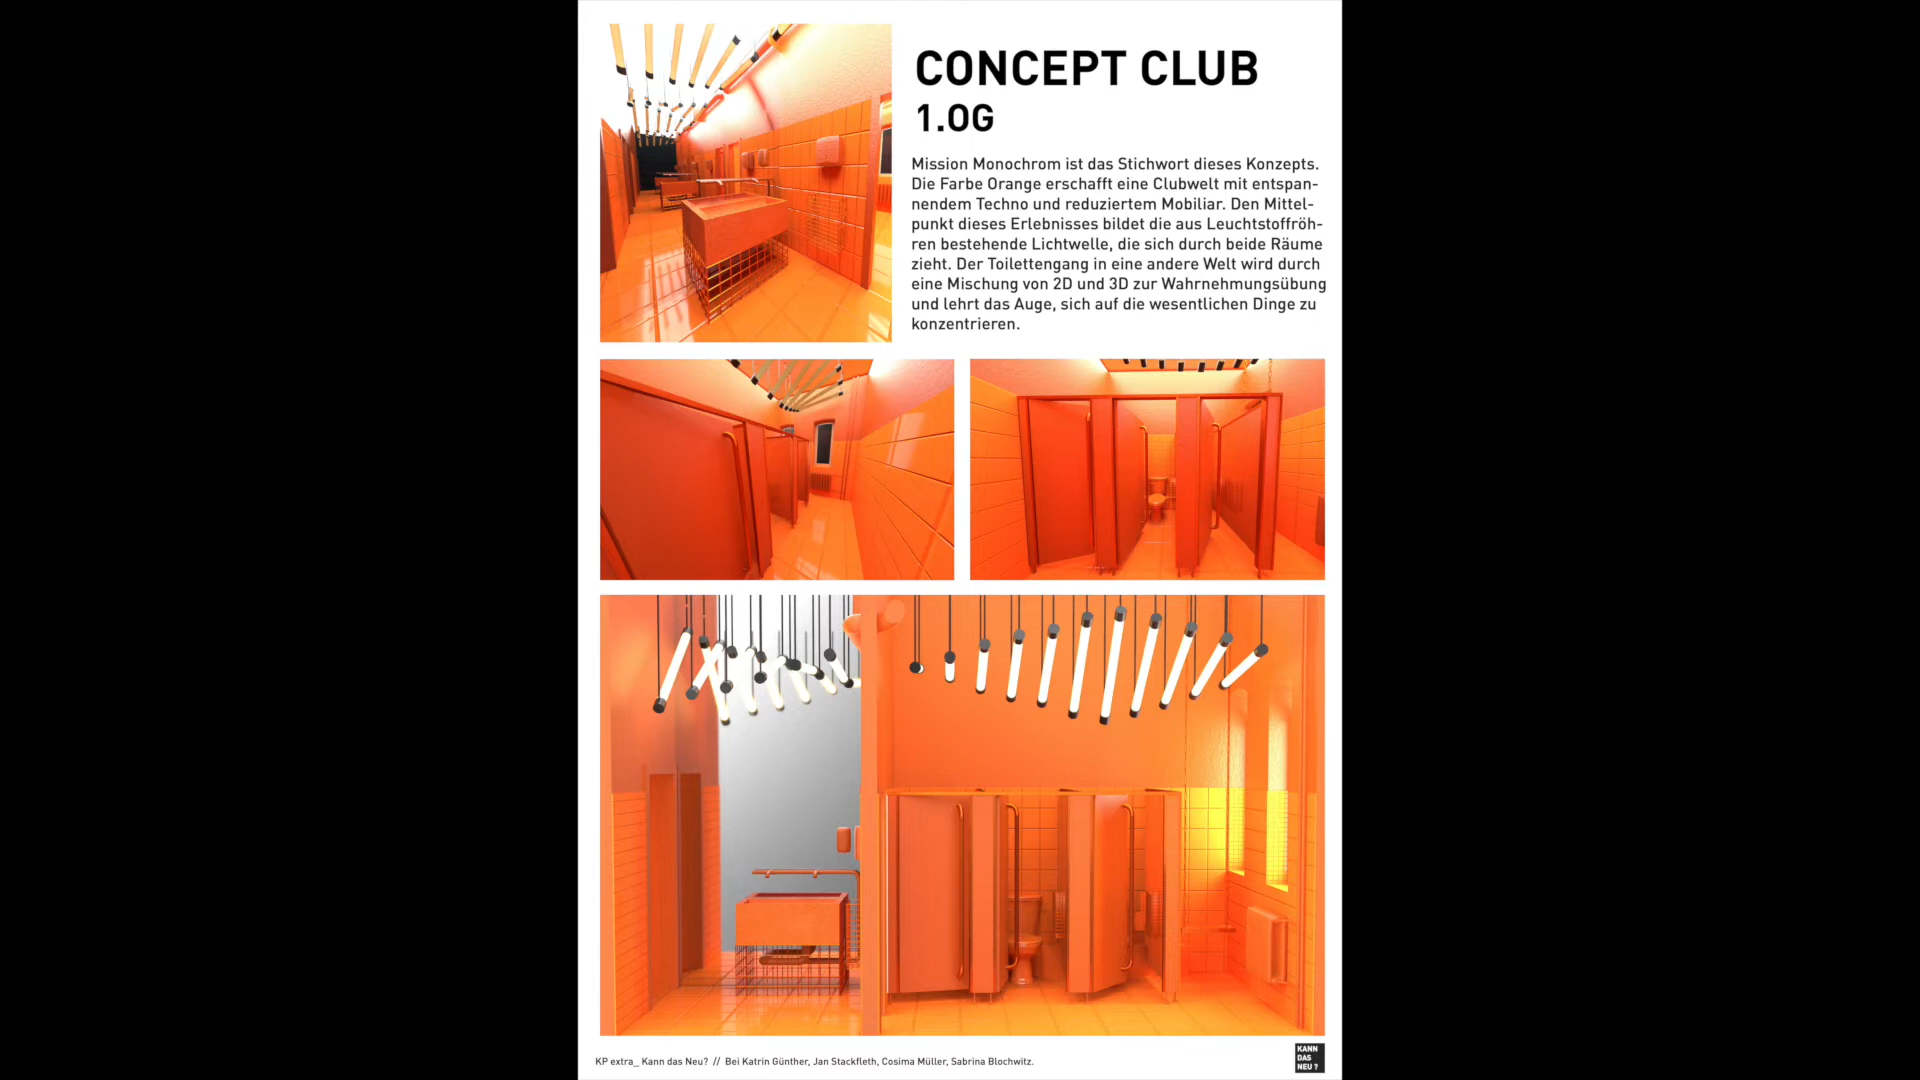 CONCEPT CLUB
1.OG
Mission Monochrom ist das Stichwort dieses Konzepts.
Die Farbe Orange erschafft eine Clubwelt mit entspan-
nendem Techno und reduziertem Mobiliar. Den Mittel-
punkt dieses Erlebnisses bildet die aus Leuchtstoffröh-
ren bestehende Lichtwelle, die sich durch beide Räume
zieht. Der Toilettengang in eine andere Welt wird durch
eine Mischung von 2D und 3D zur Wahrnehmungsübung
und lehrt das Auge, sich auf die wesentlichen Dinge zu
konzentrieren.
KP extra_ Kann das Neu? // Bei Katrin Günther, Jan Stackfleth, Cosima Müller, Sabrina Blochwitz.
KANN
DAS
NEU ?